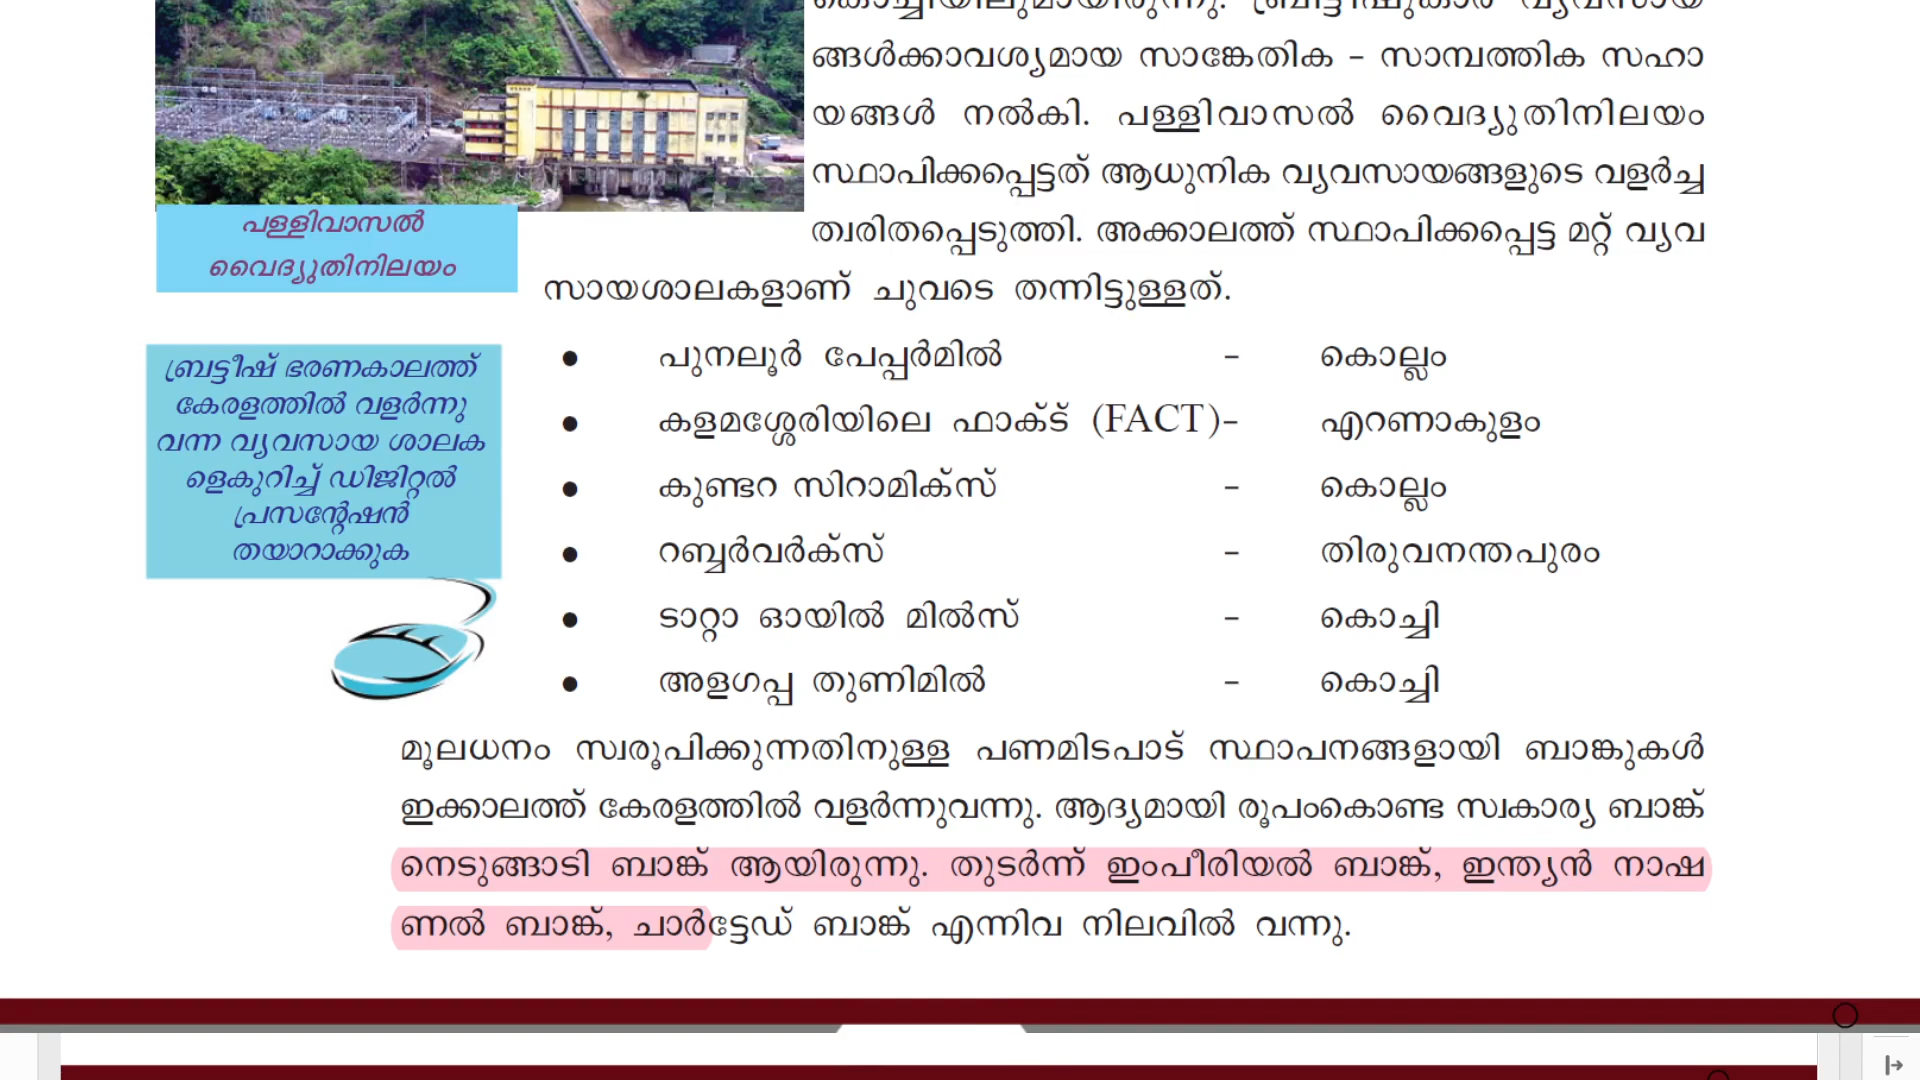 കൊച്ചിയിലുമായിരുന്നു. ബ്രിട്ടീഷുകാർ വ്യവസായ
ങ്ങൾക്കാവശ്യമായ സാങ്കേതിക – സാമ്പത്തിക സഹാ
യങ്ങൾ നൽകി. പള്ളിവാസൽ വൈദ്യുതിനിലയം
സ്ഥാപിക്കപ്പെട്ടത് ആധുനിക വ്യവസായങ്ങളുടെ വളർച്ച
ത്വരിതപ്പെടുത്തി. അക്കാലത്ത് സ്ഥാപിക്കപ്പെട്ട മറ്റ് വ്യവ
സായശാലകളാണ് ചുവടെ തന്നിട്ടുള്ളത്.
പള്ളിവാസൽ
വൈദ്യുതിനിലയം
ബ്രട്ടീഷ് ഭരണകാലത്ത്
കേരളത്തിൽ വളർന്നു
വന്ന വ്യവസായ ശാലക
ളെകുറിച്ച് ഡിജിറ്റൽ
പ്രസന്റേഷൻ
തയാറാക്കുക
● പുനലൂർ പേപ്പർമിൽ – കൊല്ലം
● കളമശ്ശേരിയിലെ ഫാക്ട് (FACT)– എറണാകുളം
● കുണ്ടറ സിറാമിക്സ് – കൊല്ലം
● റബ്ബർവർക്സ് – തിരുവനന്തപുരം
● ടാറ്റാ ഓയിൽ മിൽസ് – കൊച്ചി
● അളഗപ്പ തുണിമിൽ – കൊച്ചി
മൂലധനം സ്വരൂപിക്കുന്നതിനുള്ള പണമിടപാട് സ്ഥാപനങ്ങളായി ബാങ്കുകൾ
ഇക്കാലത്ത് കേരളത്തിൽ വളർന്നുവന്നു. ആദ്യമായി രൂപംകൊണ്ട സ്വകാര്യ ബാങ്ക്
നെടുങ്ങാടി ബാങ്ക് ആയിരുന്നു. തുടർന്ന് ഇംപീരിയൽ ബാങ്ക്, ഇന്ത്യൻ നാഷ
ണൽ ബാങ്ക്, ചാർട്ടേഡ് ബാങ്ക് എന്നിവ നിലവിൽ വന്നു.